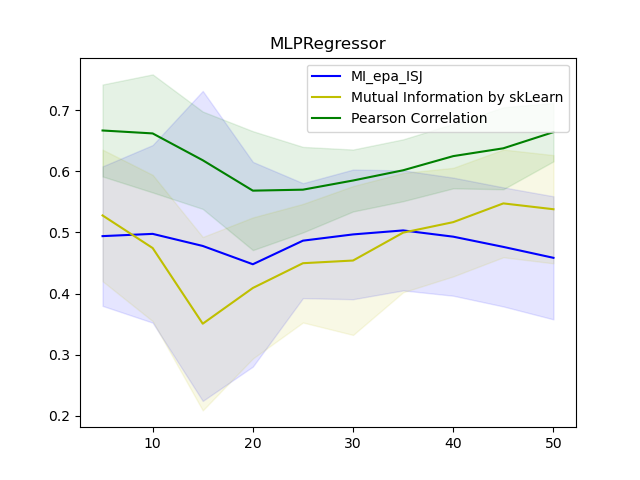 MLPRegressor
MI_epa_ISJ
Mutual Information by skLearn
Pearson Correlation
0.7
0.6
0.5
0.4
0.3
0.2
10 20 30 40 50